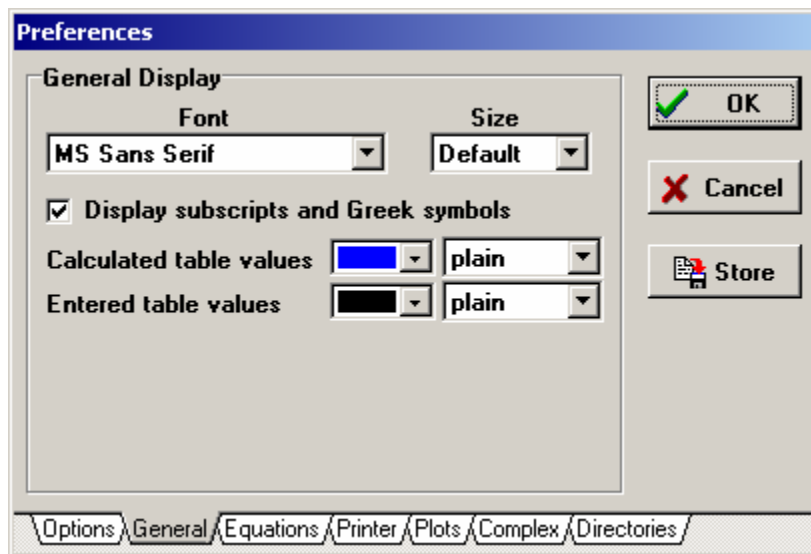 Preferences
General Display
Font Size
MS Sans Serif Default
Display subscripts and Greek symbols
Calculated table values plain
Entered table values plain
OK
Cancel
Store
Options General Equations Printer Plots Complex Directories